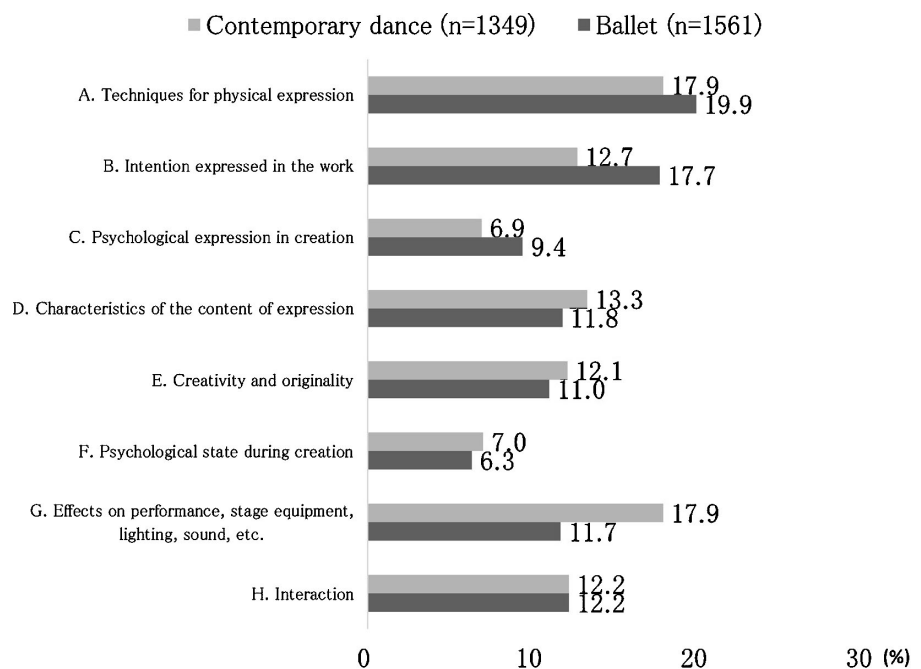 Contemporary dance (n=1349) Ballet (n=1561)
A. Techniques for physical expression
17.9
19.9
B. Intention expressed in the work
12.7
17.7
C. Psychological expression in creation
6.9
9.4
D. Characteristics of the content of expression
13.3
11.8
E. Creativity and originality
12.1
11.0
F. Psychological state during creation
7.0
6.3
G. Effects on performance, stage equipment,
lighting, sound, etc.
17.9
11.7
H. Interaction
12.2
12.2
0 10 20 30 (%)